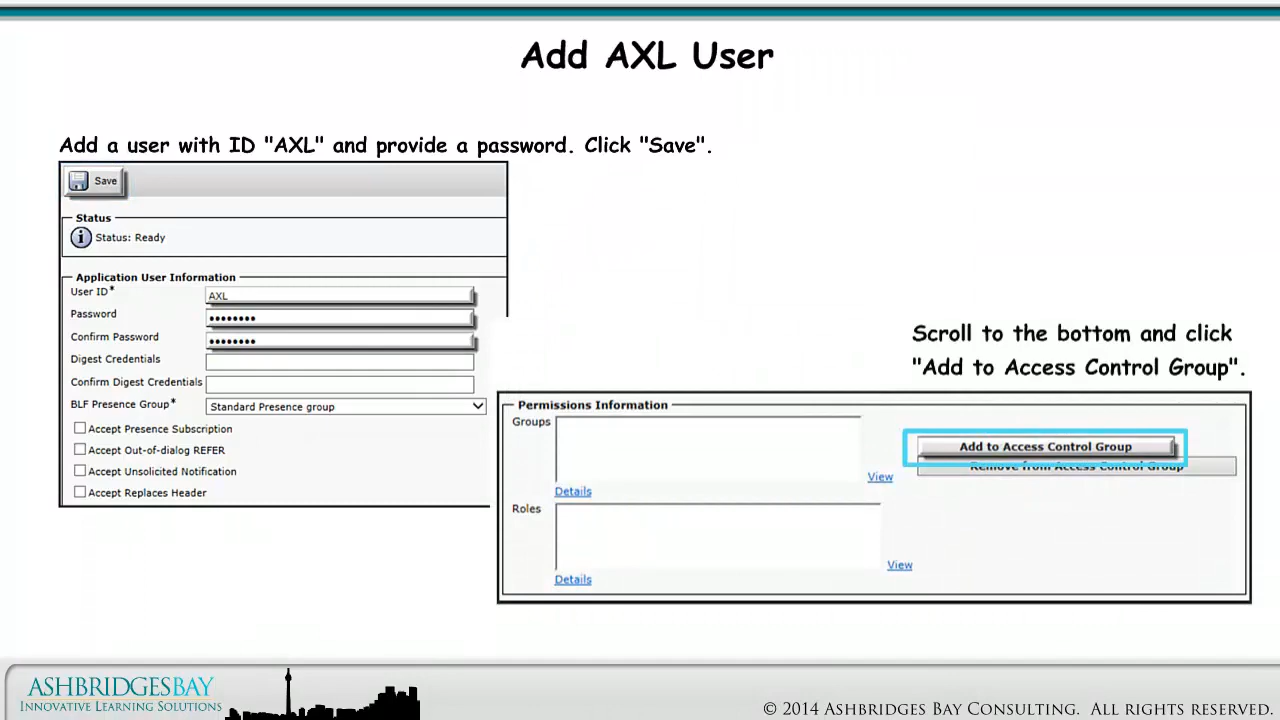 Add AXL User
Add a user with ID "AXL" and provide a password. Click "Save".
Save
Status
Status: Ready
Application User Information
User ID* AXL
Password ••••••••
Confirm Password ••••••••
Digest Credentials
Confirm Digest Credentials
BLF Presence Group* Standard Presence group
Accept Presence Subscription
Accept Out-of-dialog REFER
Accept Unsolicited Notification
Accept Replaces Header
Scroll to the bottom and click
"Add to Access Control Group".
Permissions Information
Groups
Add to Access Control Group
Remove from Access Control Group
View
Details
Roles
View
Details
ASHBRIDGESBAY
INNOVATIVE LEARNING SOLUTIONS
© 2014 ASHBRIDGES BAY CONSULTING. ALL RIGHTS RESERVED.